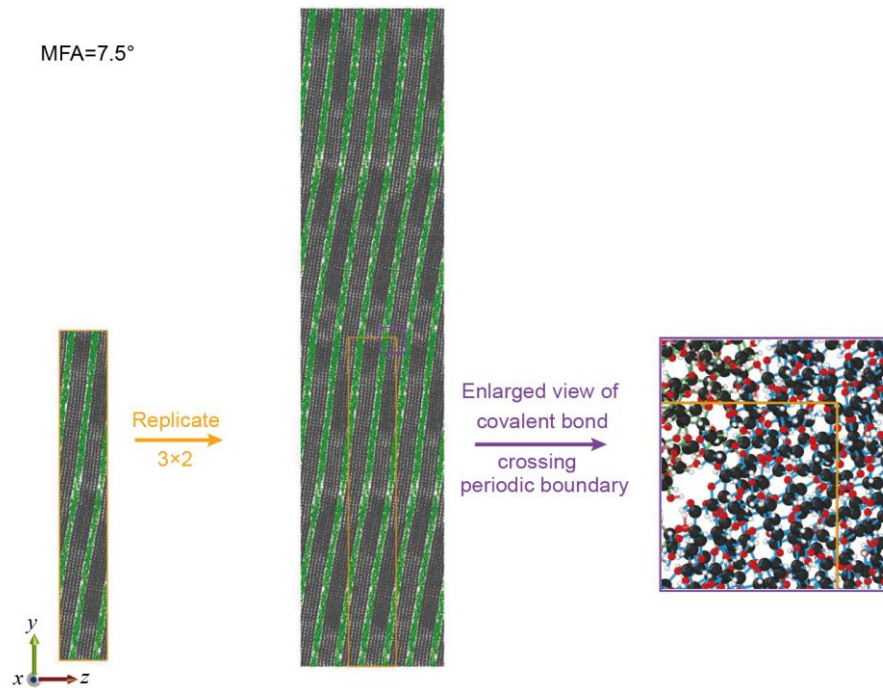 MFA=7.5°
Replicate
3×2
Enlarged view of
covalent bond
crossing
periodic boundary
y
x
z